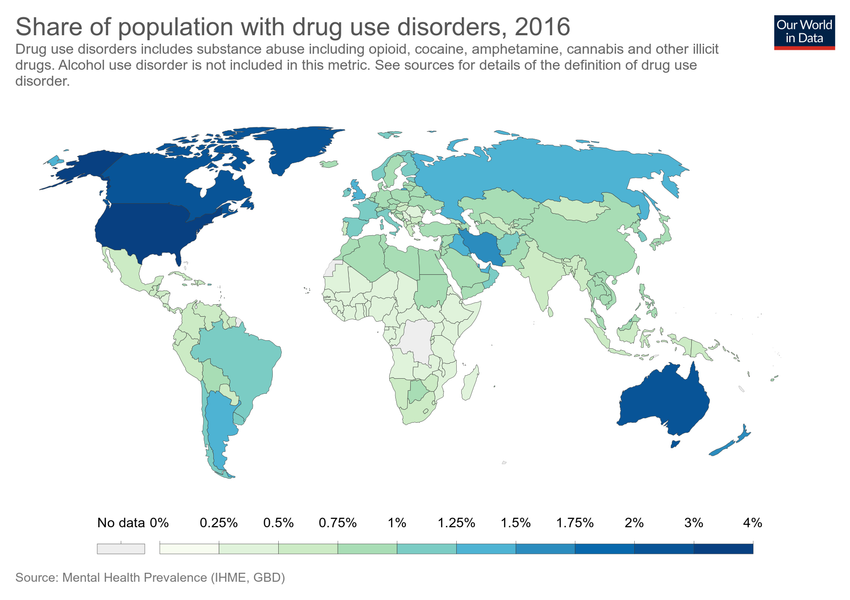 Share of population with drug use disorders, 2016
Our World
in Data
Drug use disorders includes substance abuse including opioid, cocaine, amphetamine, cannabis and other illicit
drugs. Alcohol use disorder is not included in this metric. See sources for details of the definition of drug use
disorder.
No data 0% 0.25% 0.5% 0.75% 1% 1.25% 1.5% 1.75% 2% 3% 4%
Source: Mental Health Prevalence (IHME, GBD)